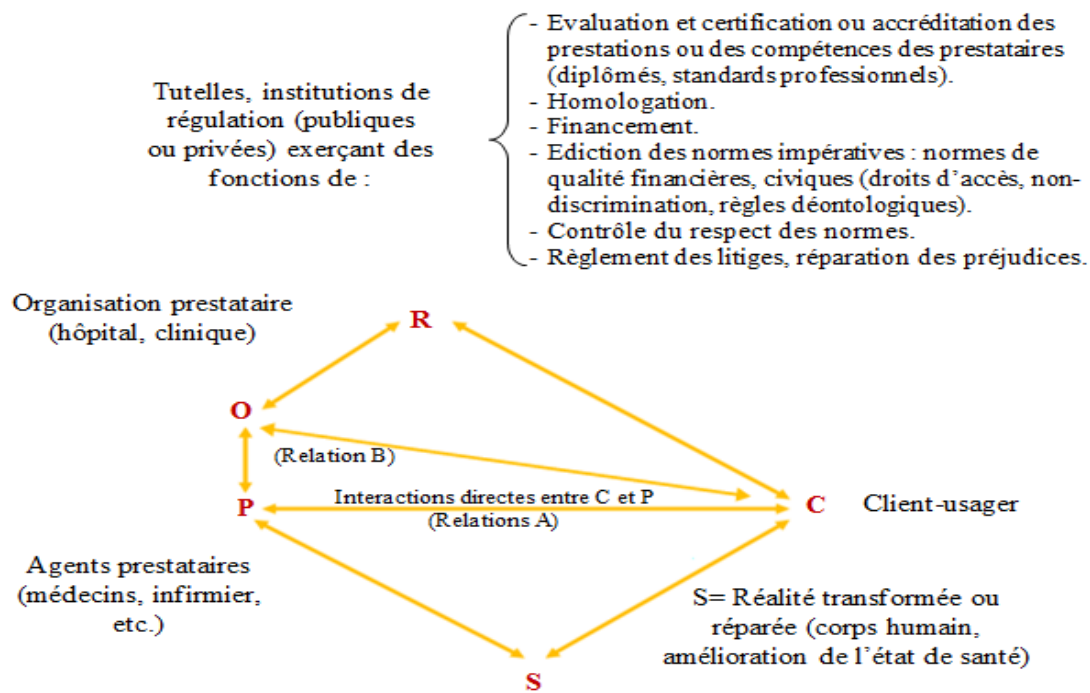 Tutelles, institutions de
régulation (publiques
ou privées) exerçant des
fonctions de :
- Evaluation et certification ou accréditation des
prestations ou des compétences des prestataires
(diplômés, standards professionnels).
- Homologation.
- Financement.
- Ediction des normes impératives : normes de
qualité financières, civiques (droits d'accès, non-
discrimination, règles déontologiques).
- Contrôle du respect des normes.
- Règlement des litiges, réparation des préjudices.
Organisation prestataire
(hôpital, clinique)
R
O
(Relation B)
P
Interactions directes entre C et P
(Relations A)
C
Client-usager
Agents prestataires
(médecins, infirmier,
etc.)
S= Réalité transformée ou
réparée (corps humain,
amélioration de l'état de santé)
S